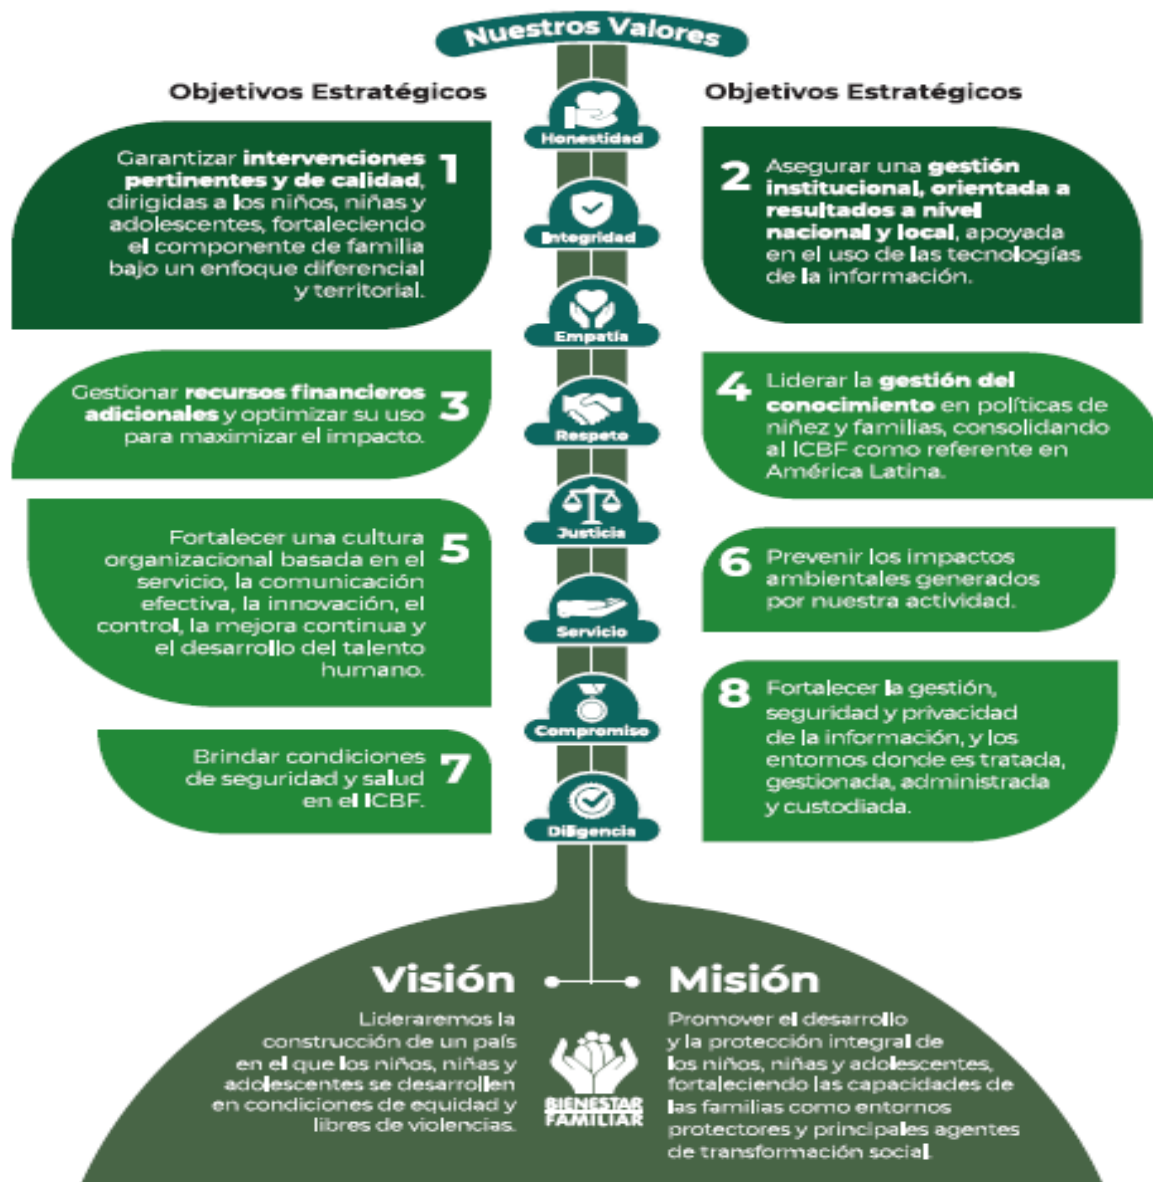 Nuestros Valores
Objetivos Estratégicos
Objetivos Estratégicos
Honestidad
Integridad
Empatía
Respeto
Justicia
Servicio
Compromiso
Diligencia
1
Garantizar intervenciones
pertinentes y de calidad,
dirigidas a los niños, niñas y
adolescentes, fortaleciendo
el componente de familia
bajo un enfoque diferencial
y territorial.
2
Asegurar una gestión
institucional, orientada a
resultados a nivel
nacional y local, apoyada
en el uso de las tecnologías
de la información.
3
Gestionar recursos financieros
adicionales y optimizar su uso
para maximizar el impacto.
4
Liderar la gestión del
conocimiento en políticas de
niñez y familias, consolidando
al ICBF como referente en
América Latina.
5
Fortalecer una cultura
organizacional basada en el
servicio, la comunicación
efectiva, la innovación, el
control, la mejora continua y
el desarrollo del talento
humano.
6
Prevenir los impactos
ambientales generados
por nuestra actividad.
7
Brindar condiciones
de seguridad y salud
en el ICBF.
8
Fortalecer la gestión,
seguridad y privacidad
de la información, y los
entornos donde es tratada,
gestionada, administrada
y custodiada.
Visión
Lideraremos la
construcción de un país
en el que los niños, niñas y
adolescentes se desarrollen
en condiciones de equidad y
libres de violencias.
BIENESTAR
FAMILIAR
Misión
Promover el desarrollo
y la protección integral de
los niños, niñas y adolescentes,
fortaleciendo las capacidades de
las familias como entornos
protectores y principales agentes
de transformación social.